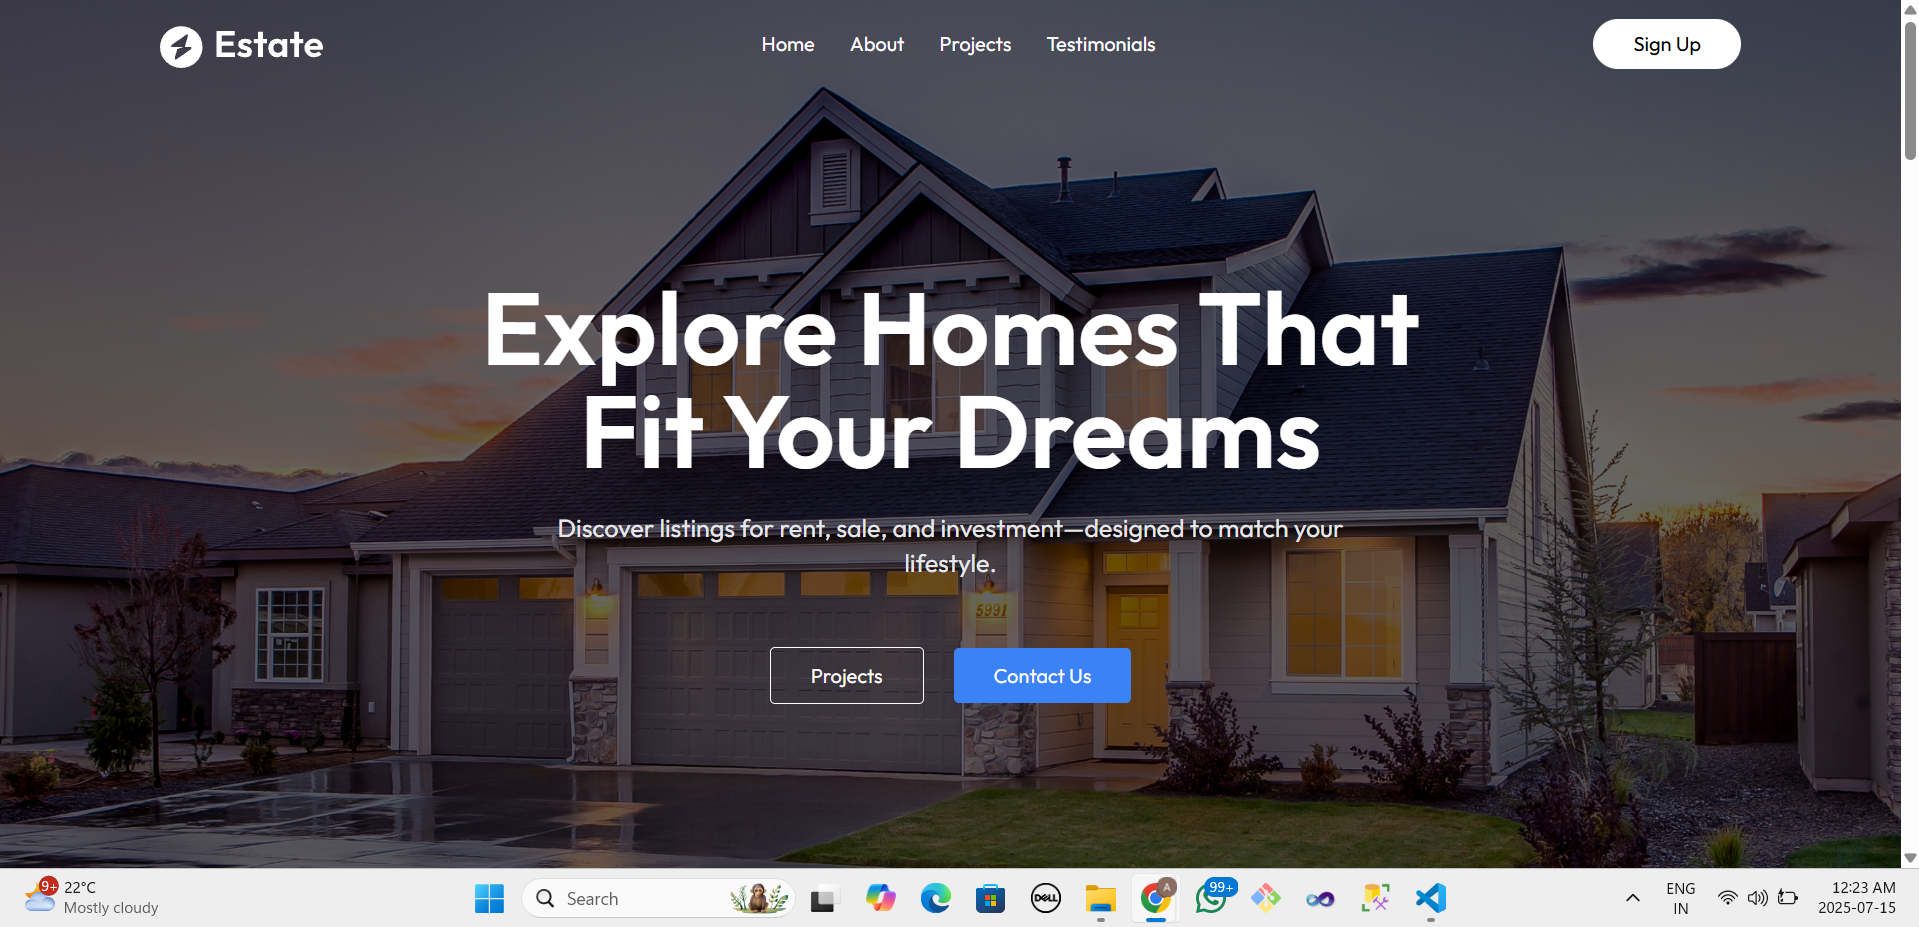 Estate
Home About Projects Testimonials
Sign Up
Explore Homes That
Fit Your Dreams
Discover listings for rent, sale, and investment—designed to match your
lifestyle.
5991
Projects
Contact Us
9+
22°C
Mostly cloudy
Search
DELL
A
99+
ENG
IN
12:23 AM
2025-07-15